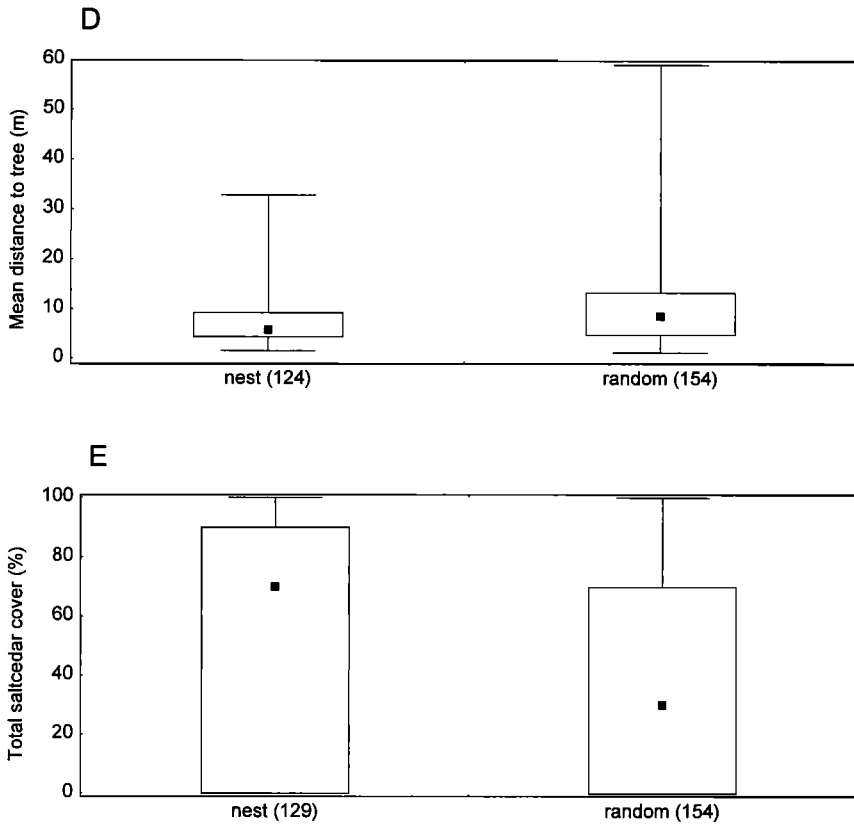 D
Mean distance to tree (m)
60
50
40
30
20
10
0
nest (124)
random (154)
E
Total saltcedar cover (%)
100
80
60
40
20
0
nest (129)
random (154)